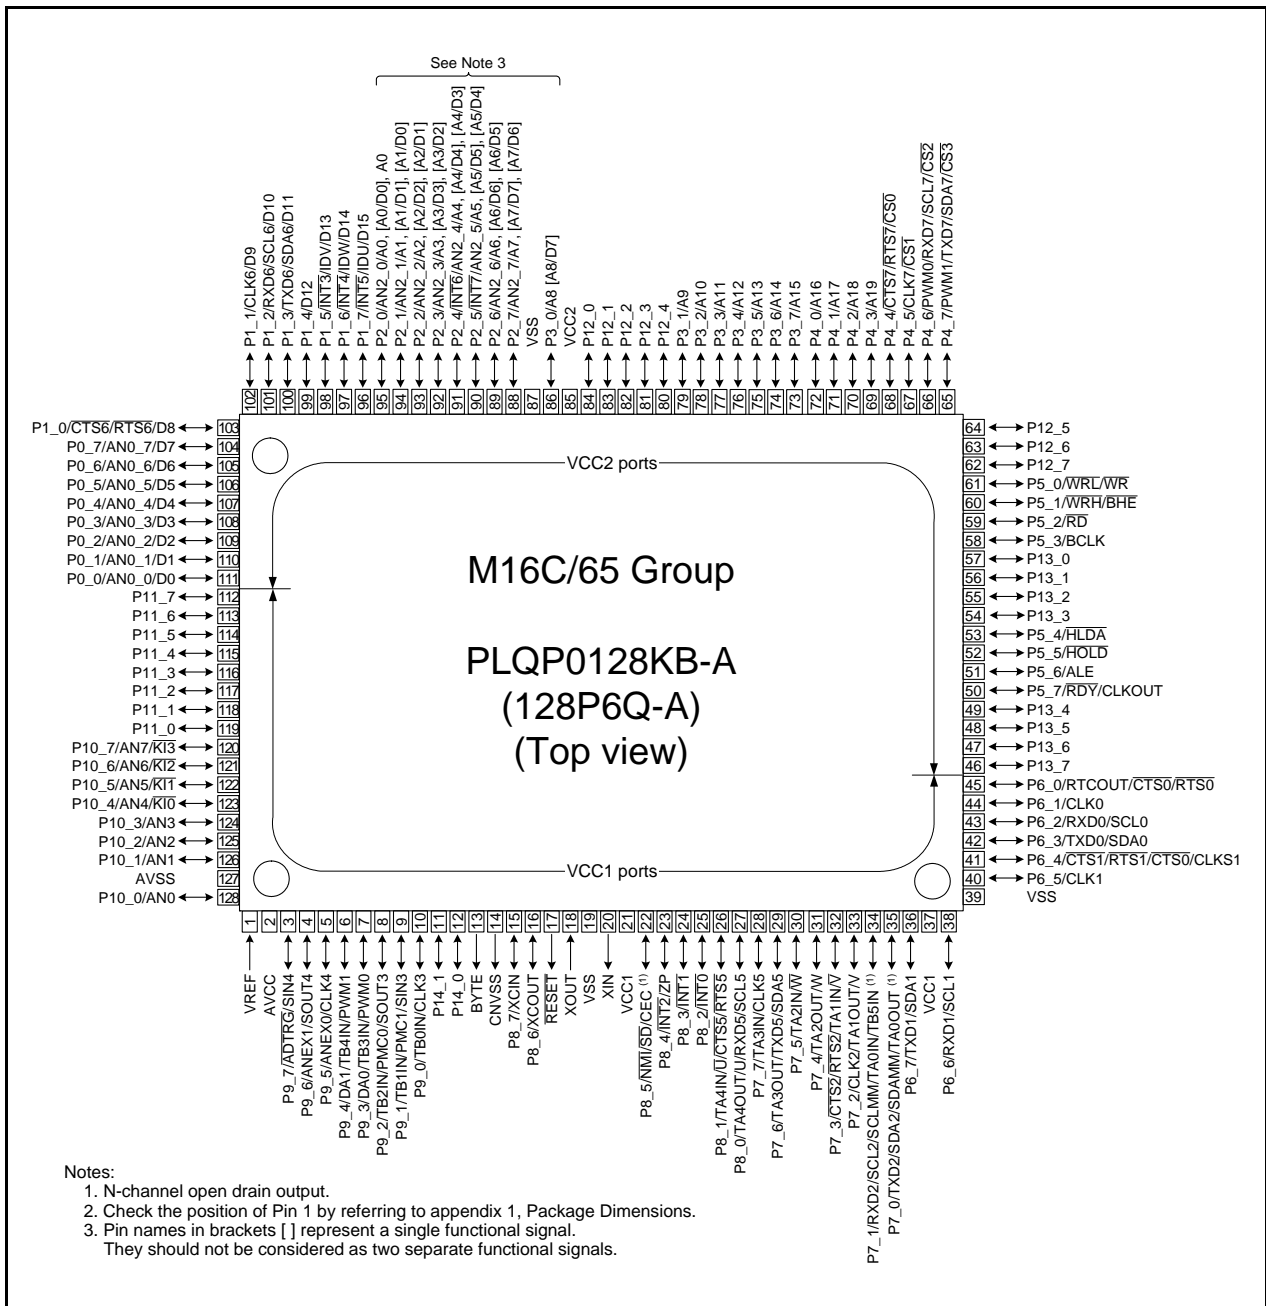 See Note 3
P1_1/CLK6/D9
P1_2/RXD6/SCL6/D10
P1_3/TXD6/SDA6/D11
P1_4/D12
P1_5/INT3/IDV/D13
P1_6/INT4/IDW/D14
P1_7/INT5/IDU/D15
P2_0/AN2_0/A0, [A0/D0], A0
P2_1/AN2_1/A1, [A1/D1], [A1/D0]
P2_2/AN2_2/A2, [A2/D2], [A2/D1]
P2_3/AN2_3/A3, [A3/D3], [A3/D2]
P2_4/INT6/AN2_4/A4, [A4/D4], [A4/D3]
P2_5/INT7/AN2_5/A5, [A5/D5], [A5/D4]
P2_6/AN2_6/A6, [A6/D6], [A6/D5]
P2_7/AN2_7/A7, [A7/D7], [A7/D6]
VSS
P3_0/A8 [A8/D7]
VCC2
P12_0
P12_1
P12_2
P12_3
P12_4
P3_1/A9
P3_2/A10
P3_3/A11
P3_4/A12
P3_5/A13
P3_6/A14
P3_7/A15
P4_0/A16
P4_1/A17
P4_2/A18
P4_3/A19
P4_4/CTS7/RTS7/CS0
P4_5/CLK7/CS1
P4_6/PWM0/RXD7/SCL7/CS2
P4_7/PWM1/TXD7/SDA7/CS3
102 101 100 99 98 97 96 95 94 93 92 91 90 89 88 87 86 85 84 83 82 81 80 79 78 77 76 75 74 73 72 71 70 69 68 67 66 65
P1_0/CTS6/RTS6/D8 103
P0_7/AN0_7/D7 104
P0_6/AN0_6/D6 105
P0_5/AN0_5/D5 106
P0_4/AN0_4/D4 107
P0_3/AN0_3/D3 108
P0_2/AN0_2/D2 109
P0_1/AN0_1/D1 110
P0_0/AN0_0/D0 111
P11_7 112
P11_6 113
P11_5 114
P11_4 115
P11_3 116
P11_2 117
P11_1 118
P11_0 119
P10_7/AN7/KI3 120
P10_6/AN6/KI2 121
P10_5/AN5/KI1 122
P10_4/AN4/KI0 123
P10_3/AN3 124
P10_2/AN2 125
P10_1/AN1 126
AVSS 127
P10_0/AN0 128
VCC2 ports
M16C/65 Group
PLQP0128KB-A
(128P6Q-A)
(Top view)
VCC1 ports
64 P12_5
63 P12_6
62 P12_7
61 P5_0/WRL/WR
60 P5_1/WRH/BHE
59 P5_2/RD
58 P5_3/BCLK
57 P13_0
56 P13_1
55 P13_2
54 P13_3
53 P5_4/HLDA
52 P5_5/HOLD
51 P5_6/ALE
50 P5_7/RDY/CLKOUT
49 P13_4
48 P13_5
47 P13_6
46 P13_7
45 P6_0/RTCOUT/CTS0/RTS0
44 P6_1/CLK0
43 P6_2/RXD0/SCL0
42 P6_3/TXD0/SDA0
41 P6_4/CTS1/RTS1/CTS0/CLKS1
40 P6_5/CLK1
39 VSS
1 2 3 4 5 6 7 8 9 10 11 12 13 14 15 16 17 18 19 20 21 22 23 24 25 26 27 28 29 30 31 32 33 34 35 36 37 38
VREF
AVCC
P9_7/ADTRG/SIN4
P9_6/ANEX1/SOUT4
P9_5/ANEX0/CLK4
P9_4/DA1/TB4IN/PWM1
P9_3/DA0/TB3IN/PWM0
P9_2/TB2IN/PMC0/SOUT3
P9_1/TB1IN/PMC1/SIN3
P9_0/TB0IN/CLK3
P14_1
P14_0
BYTE
CNVSS
P8_7/XCIN
P8_6/XCOUT
RESET
XOUT
VSS
XIN
VCC1
P8_5/NMI/SD/CEC (1)
P8_4/INT2/ZP
P8_3/INT1
P8_2/INT0
P8_1/TA4IN/U/CTS5/RTS5
P8_0/TA4OUT/U/RXD5/SCL5
P7_7/TA3IN/CLK5
P7_6/TA3OUT/TXD5/SDA5
P7_5/TA2IN/W
P7_4/TA2OUT/W
P7_3/CTS2/RTS2/TA1IN/V
P7_2/CLK2/TA1OUT/V
P7_1/RXD2/SCL2/SCLMM/TA0IN/TB5IN (1)
P7_0/TXD2/SDA2/SDAMM/TA0OUT (1)
P6_7/TXD1/SDA1
VCC1
P6_6/RXD1/SCL1
Notes:
1. N-channel open drain output.
2. Check the position of Pin 1 by referring to appendix 1, Package Dimensions.
3. Pin names in brackets [ ] represent a single functional signal.
They should not be considered as two separate functional signals.